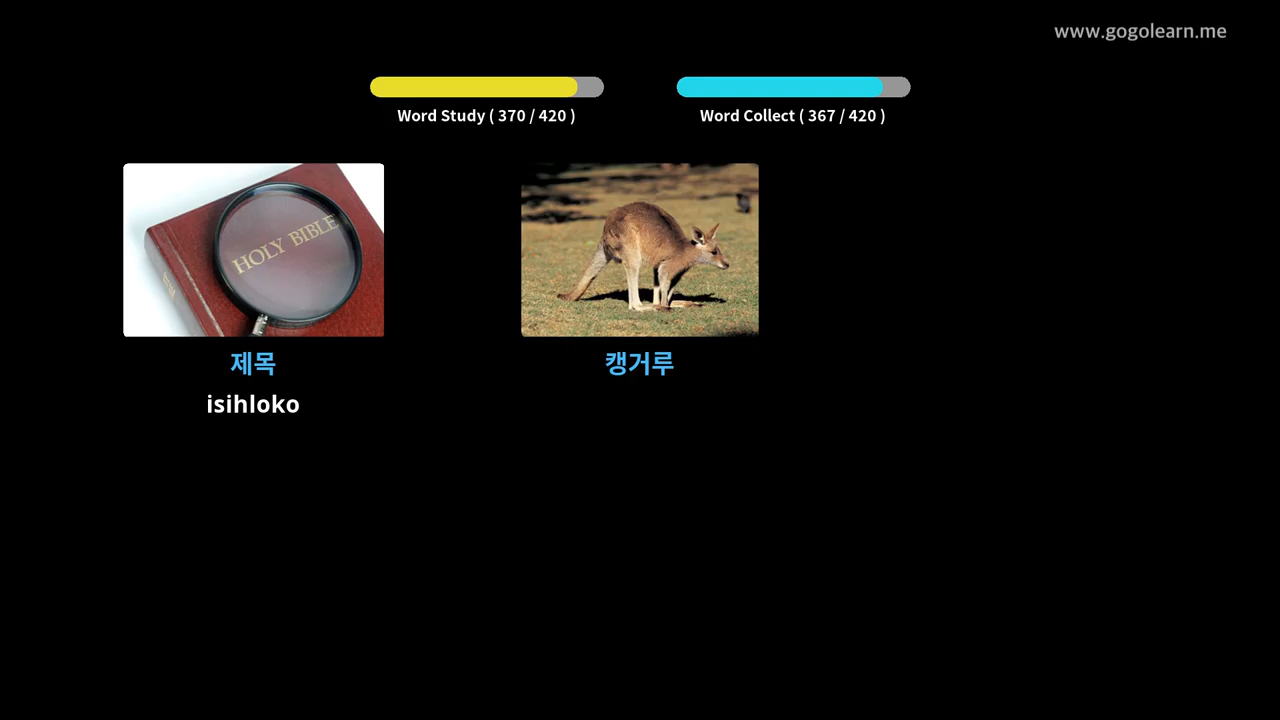 www.gogolearn.me
Word Study ( 370 / 420 )
Word Collect ( 367 / 420 )
HOLY BIBLE
제목
캥거루
isihloko